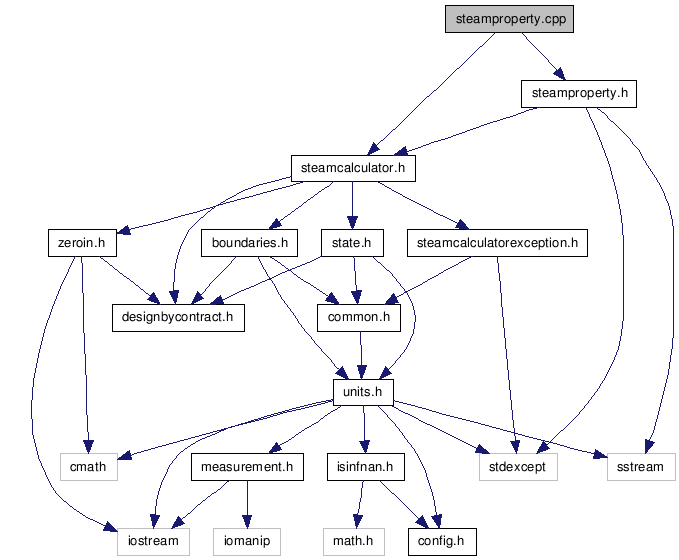 steamproperty.cpp
steamproperty.h
steamcalculator.h
zeroin.h
boundaries.h
state.h
steamcalculatorexception.h
designbycontract.h
common.h
units.h
cmath
measurement.h
isinfnan.h
stdexcept
sstream
iostream
iomanip
math.h
config.h